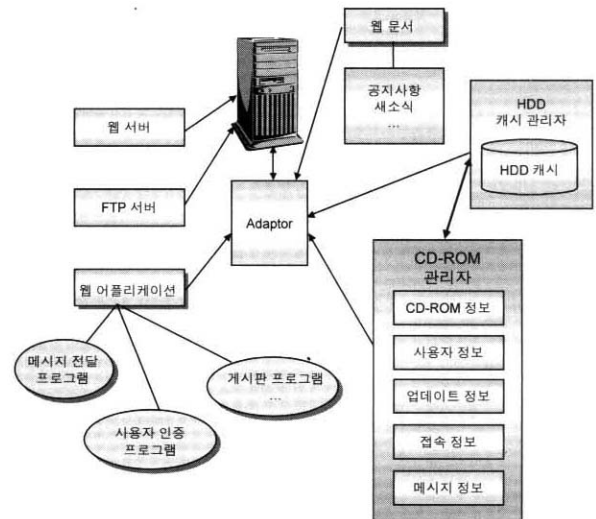 웹 문서
공지사항
새소식
...
웹 서버
HDD
캐시 관리자
HDD 캐시
FTP 서버
Adaptor
웹 어플리케이션
CD-ROM
관리자
CD-ROM 정보
사용자 정보
업데이트 정보
접속 정보
메시지 정보
메시지 전달
프로그램
게시판 프로그램
...
사용자 인증
프로그램